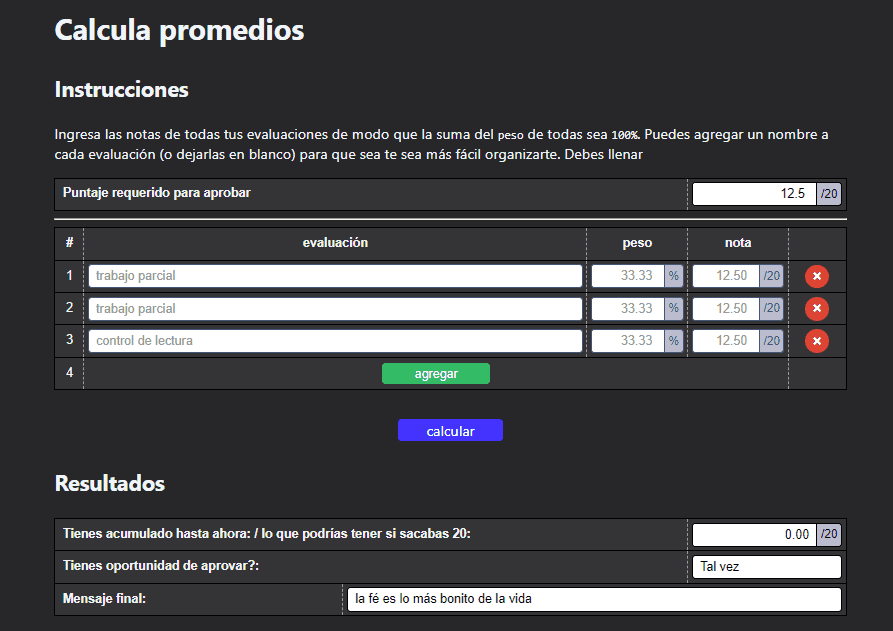 Calcula promedios
Instrucciones
Ingresa las notas de todas tus evaluaciones de modo que la suma del peso de todas sea 100%. Puedes agregar un nombre a
cada evaluación (o dejarlas en blanco) para que sea te sea más fácil organizarte. Debes llenar
Puntaje requerido para aprobar 12.5 /20
# evaluación peso nota
1 trabajo parcial 33.33 % 12.50 /20
2 trabajo parcial 33.33 % 12.50 /20
3 control de lectura 33.33 % 12.50 /20
4 agregar
calcular
Resultados
Tienes acumulado hasta ahora: / lo que podrías tener si sacabas 20: 0.00 /20
Tienes oportunidad de aprovar?: Tal vez
Mensaje final: la fé es lo más bonito de la vida